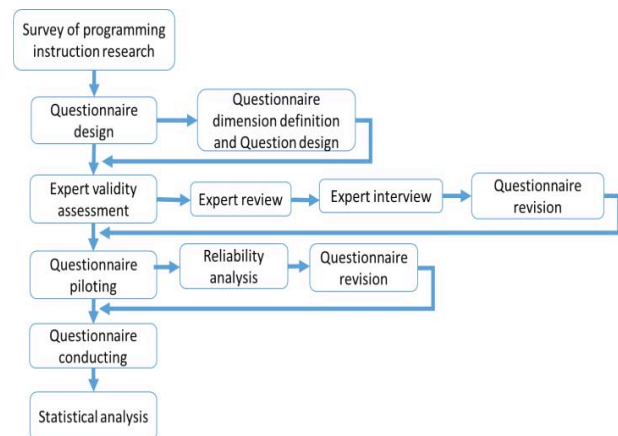 Survey of programming
instruction research
Questionnaire
design
Questionnaire
dimension definition
and Question design
Expert validity
assessment
Expert review
Expert interview
Questionnaire
revision
Questionnaire
piloting
Reliability
analysis
Questionnaire
revision
Questionnaire
conducting
Statistical analysis